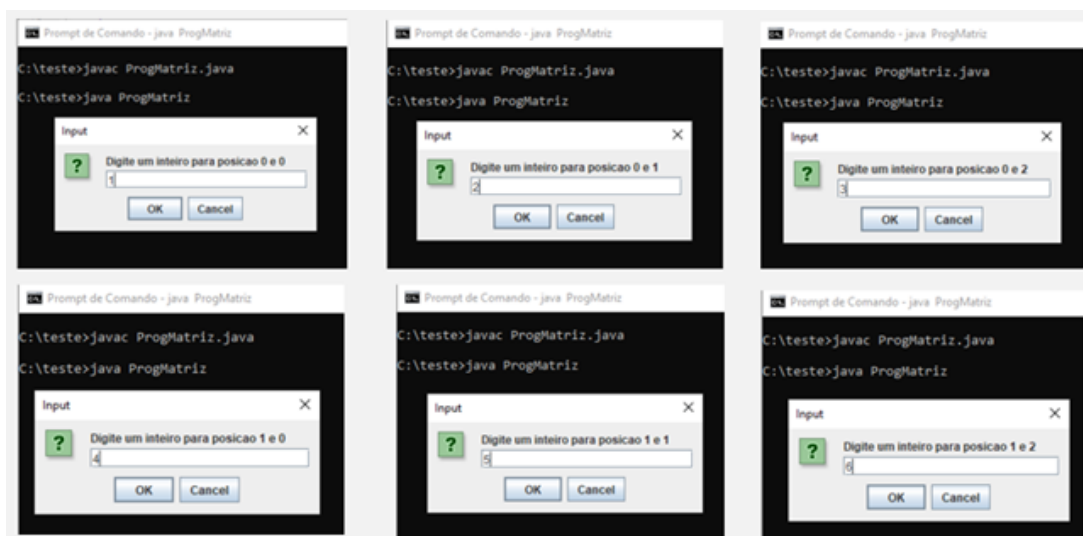 Prompt de Comando - java ProgMatriz
C:\teste>javac ProgMatriz.java
C:\teste>java ProgMatriz
Input
Digite um inteiro para posicao 0 e 0
1
OK Cancel
Prompt de Comando - java ProgMatriz
C:\teste>javac ProgMatriz.java
C:\teste>java ProgMatriz
Input
Digite um inteiro para posicao 0 e 1
2
OK Cancel
Prompt de Comando - java ProgMatriz
C:\teste>javac ProgMatriz.java
C:\teste>java ProgMatriz
Input
Digite um inteiro para posicao 0 e 2
3
OK Cancel
Prompt de Comando - java ProgMatriz
C:\teste>javac ProgMatriz.java
C:\teste>java ProgMatriz
Input
Digite um inteiro para posicao 1 e 0
4
OK Cancel
Prompt de Comando - java ProgMatriz
C:\teste>javac ProgMatriz.java
C:\teste>java ProgMatriz
Input
Digite um inteiro para posicao 1 e 1
5
OK Cancel
Prompt de Comando - java ProgMatriz
C:\teste>javac ProgMatriz.java
C:\teste>java ProgMatriz
Input
Digite um inteiro para posicao 1 e 2
6
OK Cancel